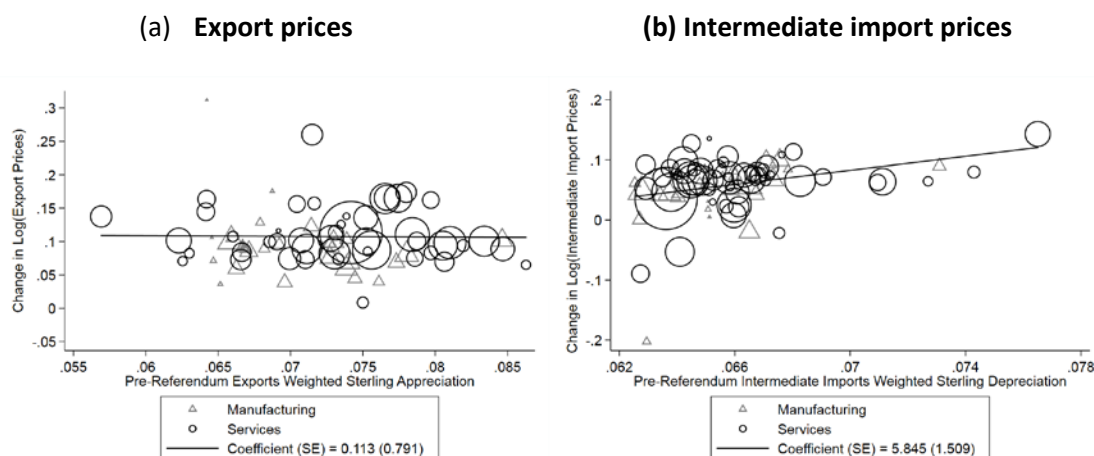 (a) Export prices
(b) Intermediate import prices
Change in Log(Export Prices)
.3
.25
.2
.15
.1
.05
0
-.05
.055
.06
.065
.07
.075
.08
.085
Pre-Referendum Exports Weighted Sterling Appreciation
Manufacturing
Services
Coefficient (SE) = 0.113 (0.791)
Change in Log(Intermediate Import Prices)
.2
.1
0
-.1
-.2
.062
.066
.07
.074
.078
Pre-Referendum Intermediate Imports Weighted Sterling Depreciation
Manufacturing
Services
Coefficient (SE) = 5.845 (1.509)